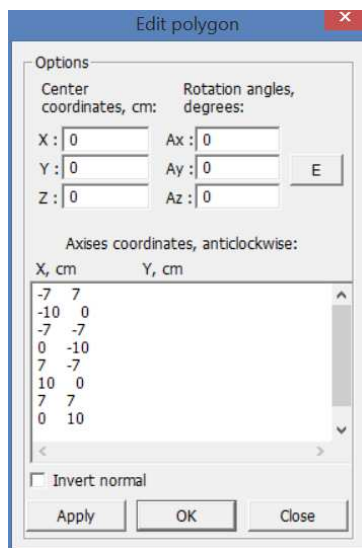 Edit polygon
Options
Center coordinates, cm:
Rotation angles, degrees:
X : 0 Ax : 0
Y : 0 Ay : 0 E
Z : 0 Az : 0
Axises coordinates, anticlockwise:
X, cm Y, cm
-7 7
-10 0
-7 -7
0 -10
7 -7
10 0
7 7
0 10
Invert normal
Apply OK Close